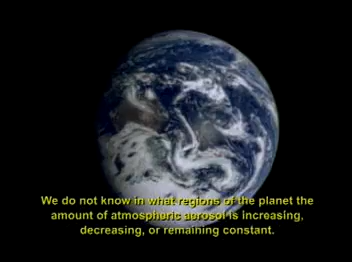 We do not know in what regions of the planet the
amount of atmospheric aerosol is increasing,
decreasing, or remaining constant.